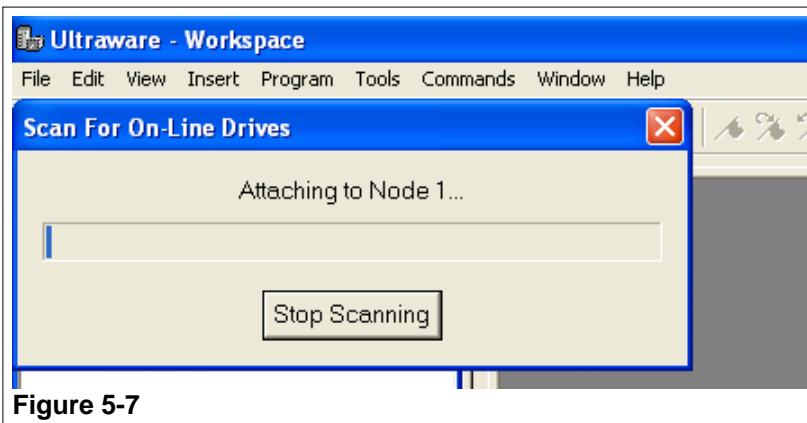 Ultraware - Workspace
File Edit View Insert Program Tools Commands Window Help
Scan For On-Line Drives
Attaching to Node 1...
Stop Scanning
Figure 5-7